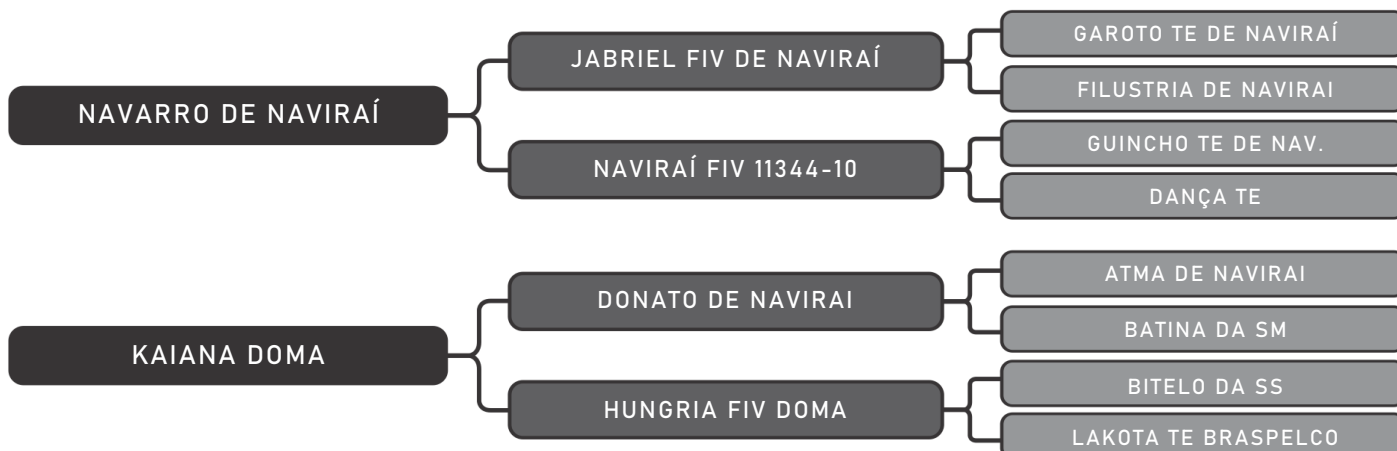 NAVARRO DE NAVIRAÍ
JABRIEL FIV DE NAVIRAÍ
GAROTO TE DE NAVIRAÍ
FILUSTRIA DE NAVIRAI
NAVIRAÍ FIV 11344-10
GUINCHO TE DE NAV.
DANÇA TE
KAIANA DOMA
DONATO DE NAVIRAI
ATMA DE NAVIRAI
BATINA DA SM
HUNGRIA FIV DOMA
BITELO DA SS
LAKOTA TE BRASPELCO